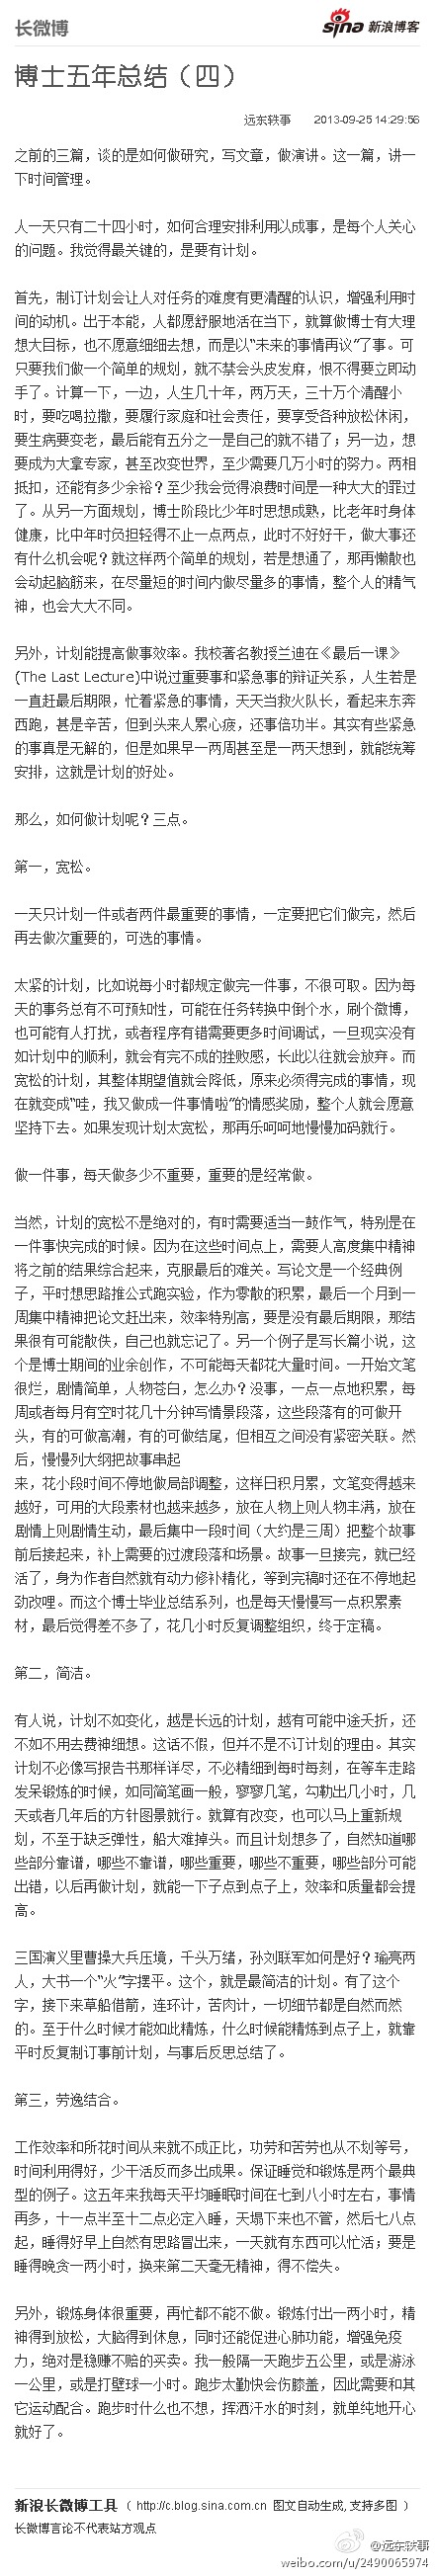 长微博
sina 新浪博客
博士五年总结（四）
远东轶事 2013-09-25 14:29:56
之前的三篇，谈的是如何做研究，写文章，做演讲。这一篇，讲一
下时间管理。
人一天只有二十四小时，如何合理安排利用以成事，是每个人关心
的问题。我觉得最关键的，是要有计划。
首先，制订计划会让人对任务的难度有更清醒的认识，增强利用时
间的动机。出于本能，人都愿舒服地活在当下，就算做博士有大理
想大目标，也不愿意细细去想，而是以“未来的事情再议”了事。可
只要我们做一个简单的规划，就不禁会头皮发麻，恨不得要立即动
手了。计算一下，一边，人生几十年，两万天，三十万个清醒小
时，要吃喝拉撒，要履行家庭和社会责任，要享受各种放松休闲，
要生病要变老，最后能有五分之一是自己的就不错了；另一边，想
要成为大拿专家，甚至改变世界，至少需要几万小时的努力。两相
抵扣，还能有多少余裕？至少我会觉得浪费时间是一种大大的罪过
了。从另一方面规划，博士阶段比少年时思想成熟，比老年时身体
健康，比中年时负担轻得不止一点两点，此时不好好干，做大事还
有什么机会呢？就这样两个简单的规划，若是想通了，那再懒散也
会动起脑筋来，在尽量短的时间内做尽量多的事情，整个人的精气
神，也会大大不同。
另外，计划能提高做事效率。我校著名教授兰迪在《最后一课》
(The Last Lecture)中说过重要事和紧急事的辩证关系，人生若是
一直赶最后期限，忙着紧急的事情，天天当救火队长，看起来东奔
西跑，甚是辛苦，但到头来人累心疲，还事倍功半。其实有些紧急
的事真是无解的，但是如果早一两周甚至是一两天想到，就能统筹
安排，这就是计划的好处。
那么，如何做计划呢？三点。
第一，宽松。
一天只计划一件或者两件最重要的事情，一定要把它们做完，然后
再去做次重要的，可选的事情。
太紧的计划，比如说每小时都规定做完一件事，不很可取。因为每
天的事务总有不可预知性，可能在任务转换中倒个水，刷个微博，
也可能有人打扰，或者程序有错需要更多时间调试，一旦现实没有
如计划中的顺利，就会有完不成的挫败感，长此以往就会放弃。而
宽松的计划，其整体期望值就会降低，原来必须得完成的事情，现
在就变成“哇，我又做成一件事情啦”的情感奖励，整个人就会愿意
坚持下去。如果发现计划太宽松，那再乐呵呵地慢慢加码就行。
做一件事，每天做多少不重要，重要的是经常做。
当然，计划的宽松不是绝对的，有时需要适当一鼓作气，特别是在
一件事快完成的时候。因为在这些时间点上，需要人高度集中精神
将之前的结果综合起来，克服最后的难关。写论文是一个经典例
子，平时想思路推公式跑实验，作为零散的积累，最后一个月到一
周集中精神把论文赶出来，效率特别高，要是没有最后期限，那结
果很有可能散佚，自己也就忘记了。另一个例子是写长篇小说，这
个是博士期间的业余创作，不可能每天都花大量时间。一开始文笔
很烂，剧情简单，人物苍白，怎么办？没事，一点一点地积累，每
周或者每月有空时花几十分钟写情景段落，这些段落有的可做开
头，有的可做高潮，有的可做结尾，但相互之间没有紧密关联。然
后，慢慢列大纲把故事串起
来，花小段时间不停地做局部调整，这样日积月累，文笔变得越来
越好，可用的大段素材也越来越多，放在人物上则人物丰满，放在
剧情上则剧情生动，最后集中一段时间（大约是三周）把整个故事
前后接起来，补上需要的过渡段落和场景。故事一旦接完，就已经
活了，身为作者自然就有动力修补精化，等到完稿时还在不停地起
劲改哩。而这个博士毕业总结系列，也是每天慢慢写一点积累素
材，最后觉得差不多了，花几小时反复调整组织，终于定稿。
第二，简洁。
有人说，计划不如变化，越是长远的计划，越有可能中途夭折，还
不如不用去费神细想。这话不假，但并不是不订计划的理由。其实
计划不必像写报告书那样详尽，不必精细到每时每刻，在等车走路
发呆锻炼的时候，如同简笔画一般，寥寥几笔，勾勒出几小时，几
天或者几年后的方针图景就行。就算有改变，也可以马上重新规
划，不至于缺乏弹性，船大难掉头。而且计划想多了，自然知道哪
些部分靠谱，哪些不靠谱，哪些重要，哪些不重要，哪些部分可能
出错，以后再做计划，就能一下子点到点子上，效率和质量都会提
高。
三国演义里曹操大兵压境，千头万绪，孙刘联军如何是好？瑜亮两
人，大书一个“火”字摆平。这个，就是最简洁的计划。有了这个
字，接下来草船借箭，连环计，苦肉计，一切细节都是自然而然
的。至于什么时候才能如此精炼，什么时候能精炼到点子上，就靠
平时反复制订事前计划，与事后反思总结了。
第三，劳逸结合。
工作效率和所花时间从来就不成正比，功劳和苦劳也从不划等号，
时间利用得好，少干活反而多出成果。保证睡觉和锻炼是两个最典
型的例子。这五年来我每天平均睡眠时间在七到八小时左右，事情
再多，十一点半至十二点必定入睡，天塌下来也不管，然后七八点
起，睡得好早上自然有思路冒出来，一天就有东西可以忙活；要是
睡得晚贪一两小时，换来第二天毫无精神，得不偿失。
另外，锻炼身体很重要，再忙都不能不做。锻炼付出一两小时，精
神得到放松，大脑得到休息，同时还能促进心肺功能，增强免疫
力，绝对是稳赚不赔的买卖。我一般隔一天跑步五公里，或是游泳
一公里，或是打壁球一小时。跑步太勤快会伤膝盖，因此需要和其
它运动配合。跑步时什么也不想，挥洒汗水的时刻，就单纯地开心
就好了。
新浪长微博工具（ http://c.blog.sina.com.cn 图文自动生成, 支持多图 ）
长微博言论不代表站方观点
@远东轶事
weibo.com/u/2490065974